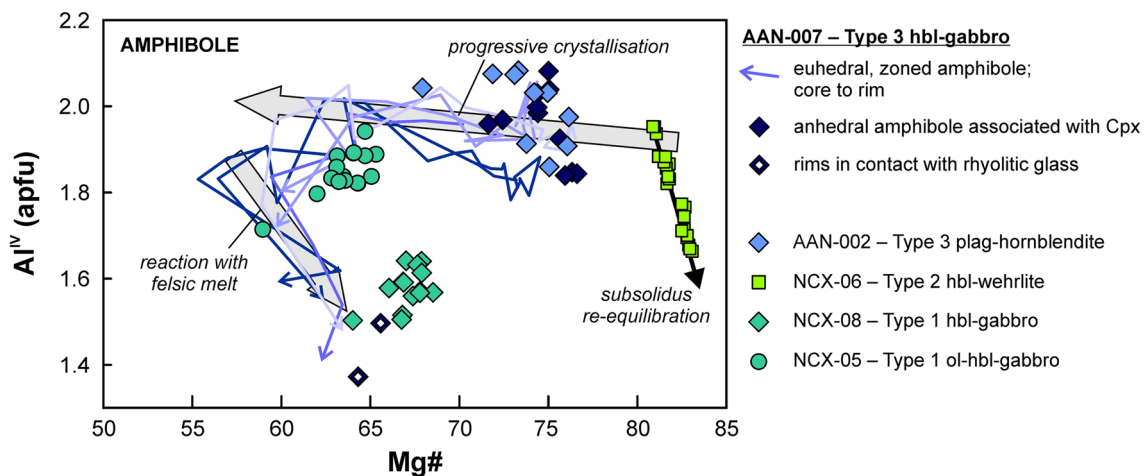 AMPHIBOLE
progressive crystallisation
reaction with
felsic melt
subsolidus
re-equilibration
2.2
2.0
1.8
1.6
1.4
Alᴵⱽ (apfu)
50
55
60
65
70
75
80
85
Mg#
AAN-007 – Type 3 hbl-gabbro
euhedral, zoned amphibole;
core to rim
anhedral amphibole associated with Cpx
rims in contact with rhyolitic glass
AAN-002 – Type 3 plag-hornblendite
NCX-06 – Type 2 hbl-wehrlite
NCX-08 – Type 1 hbl-gabbro
NCX-05 – Type 1 ol-hbl-gabbro